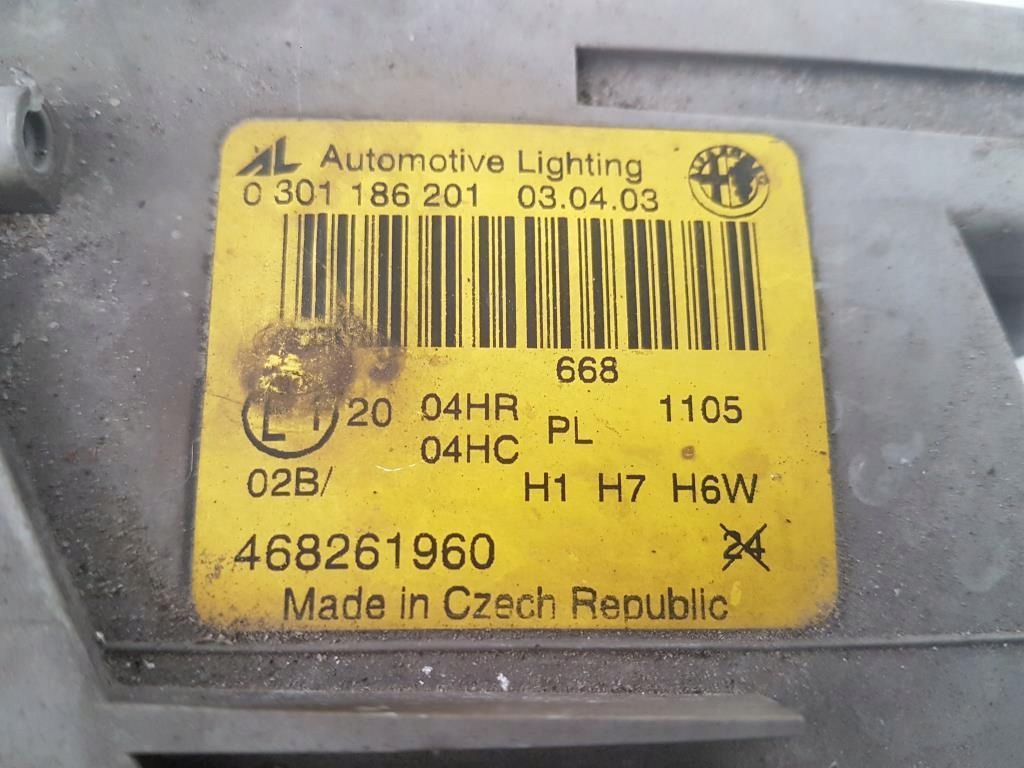 AL Automotive Lighting
0 301 186 201 03.04.03
668
1 20 04HR PL 1105
04HC
02B/ H1 H7 H6W
468261960 24
Made in Czech Republic